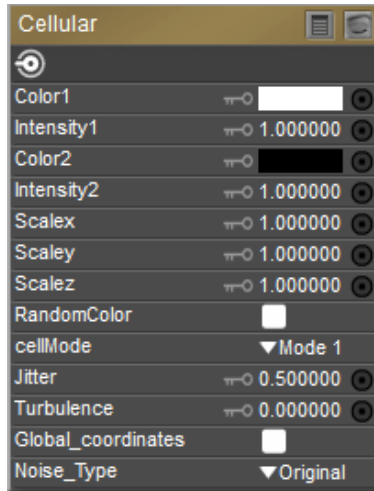 Cellular
Color1
Intensity1 1.000000
Color2
Intensity2 1.000000
Scalex 1.000000
Scaley 1.000000
Scalez 1.000000
RandomColor
cellMode Mode 1
Jitter 0.500000
Turbulence 0.000000
Global_coordinates
Noise_Type Original